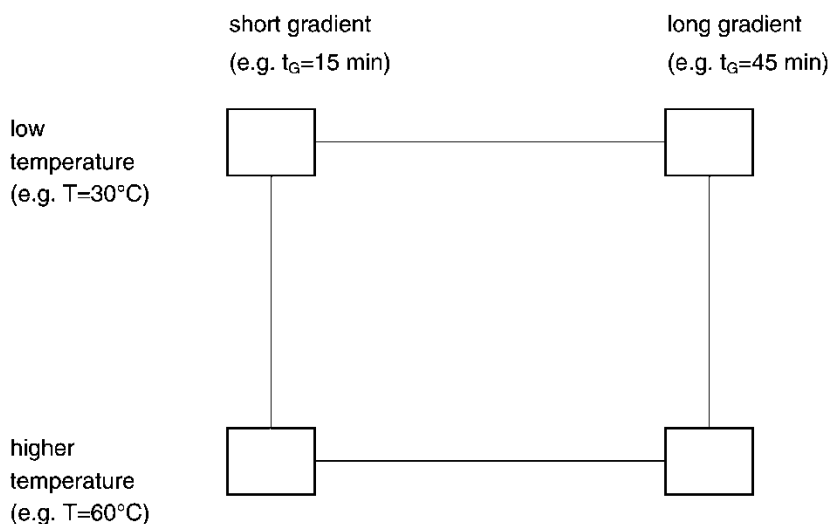 short gradient
(e.g. tG=15 min)
long gradient
(e.g. tG=45 min)
low
temperature
(e.g. T=30°C)
higher
temperature
(e.g. T=60°C)